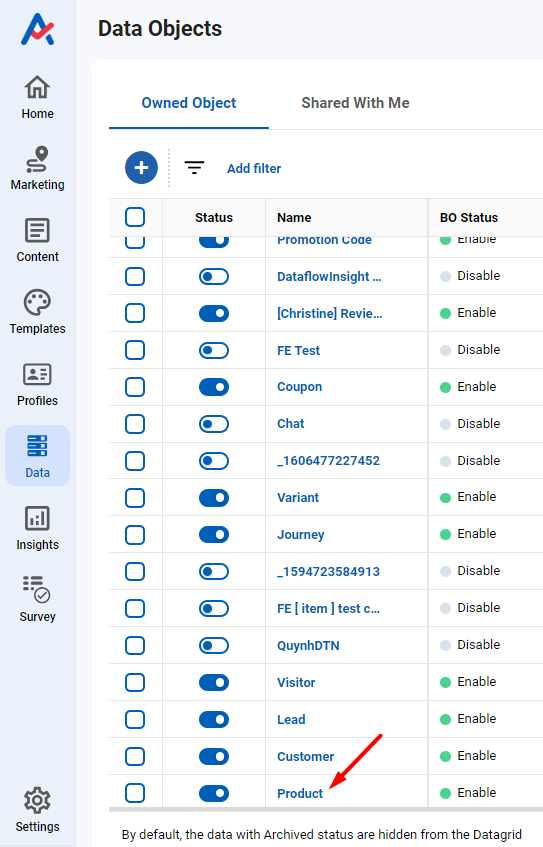 Data Objects
Home
Marketing
Content
Templates
Profiles
Data
Insights
Survey
Settings
Owned Object Shared With Me
Add filter
Status Name BO Status
Promotion Code Enable
DataflowInsight ... Disable
[Christine] Revie... Enable
FE Test Disable
Coupon Enable
Chat Disable
_1606477227452 Disable
Variant Enable
Journey Enable
_1594723584913 Disable
FE [ item ] test c... Disable
QuynhDTN Disable
Visitor Enable
Lead Enable
Customer Enable
Product Enable
By default, the data with Archived status are hidden from the Datagrid